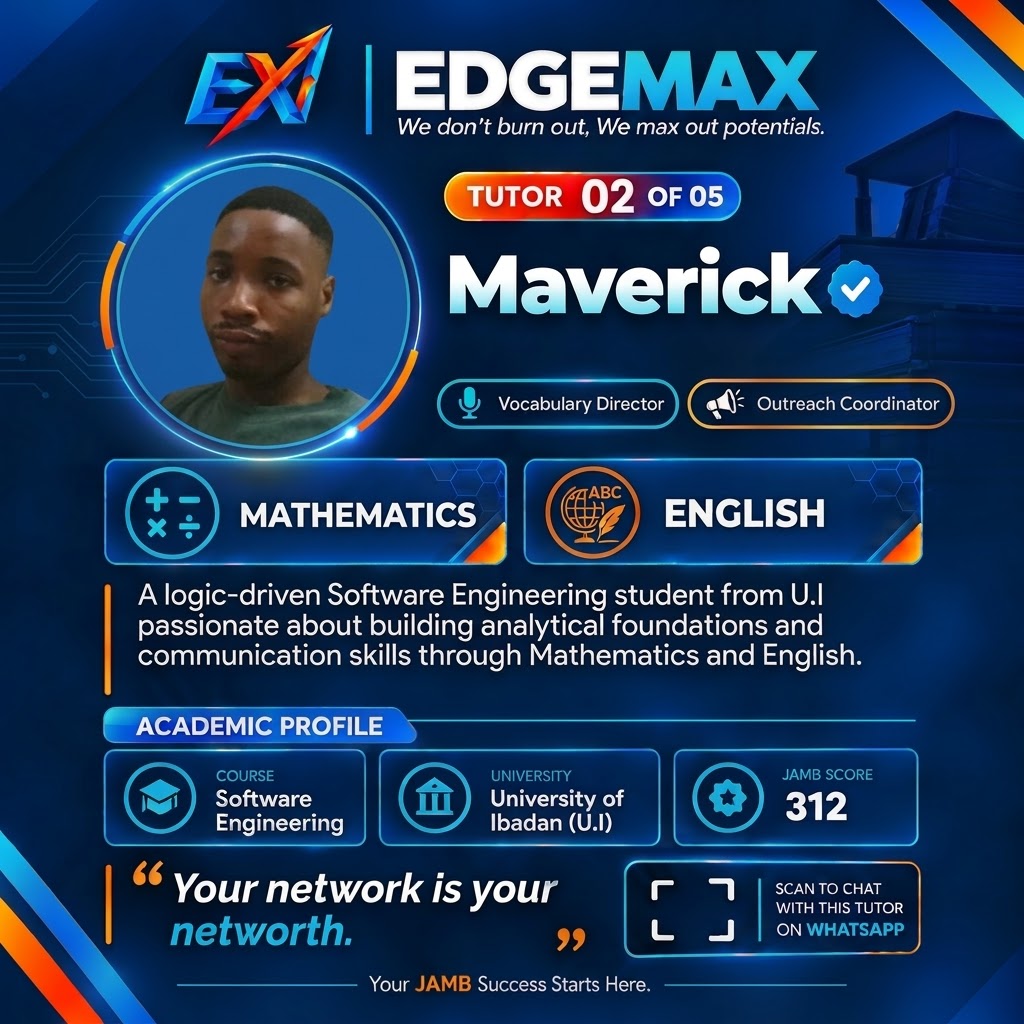 EX
EDGEMAX
We don't burn out, We max out potentials.
TUTOR 02 OF 05
Maverick
Vocabulary Director
Outreach Coordinator
MATHEMATICS
ABC
ENGLISH
A logic-driven Software Engineering student from U.I
passionate about building analytical foundations and
communication skills through Mathematics and English.
ACADEMIC PROFILE
COURSE
Software
Engineering
UNIVERSITY
University of
Ibadan (U.I)
JAMB SCORE
312
“Your network is your
networth.”
SCAN TO CHAT
WITH THIS TUTOR
ON WHATSAPP
Your JAMB Success Starts Here.